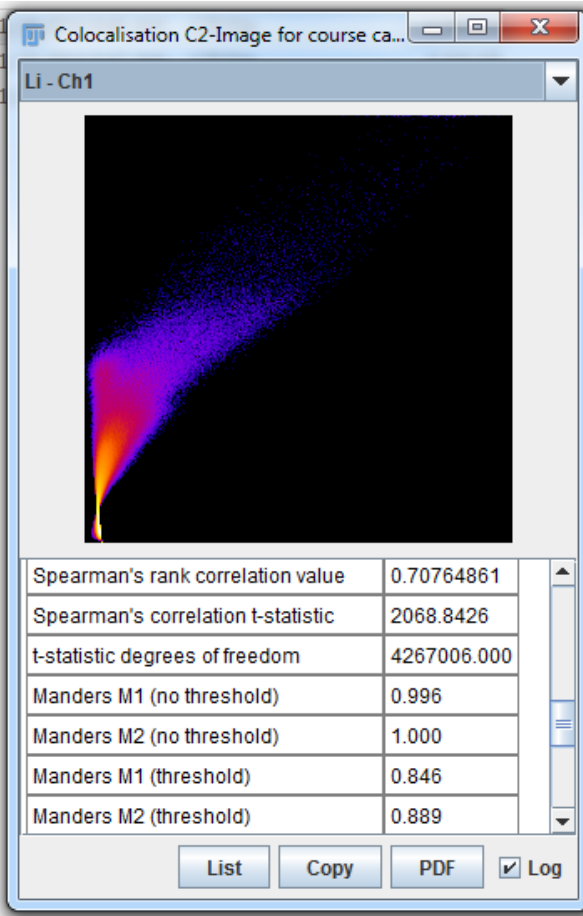 Colocalisation C2-Image for course ca...
Li - Ch1
Spearman's rank correlation value 0.70764861
Spearman's correlation t-statistic 2068.8426
t-statistic degrees of freedom 4267006.000
Manders M1 (no threshold) 0.996
Manders M2 (no threshold) 1.000
Manders M1 (threshold) 0.846
Manders M2 (threshold) 0.889
List Copy PDF Log